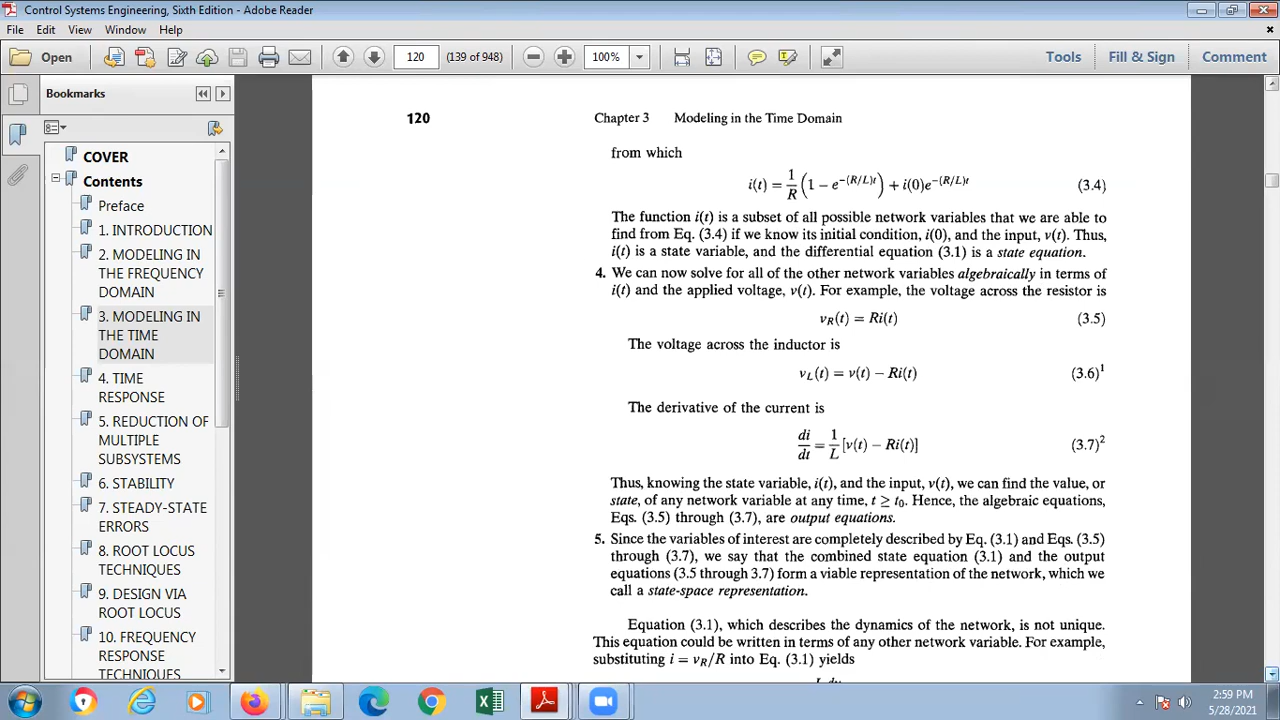 Control Systems Engineering, Sixth Edition - Adobe Reader
File Edit View Window Help
Open 120 (139 of 948) 100% Tools Fill & Sign Comment
Bookmarks
COVER
Contents
Preface
1. INTRODUCTION
2. MODELING IN
THE FREQUENCY
DOMAIN
3. MODELING IN
THE TIME
DOMAIN
4. TIME
RESPONSE
5. REDUCTION OF
MULTIPLE
SUBSYSTEMS
6. STABILITY
7. STEADY-STATE
ERRORS
8. ROOT LOCUS
TECHNIQUES
9. DESIGN VIA
ROOT LOCUS
10. FREQUENCY
RESPONSE
TECHNIQUES
120 Chapter 3 Modeling in the Time Domain
from which
i(t) = 1/R (1 − e^−(R/L)t) + i(0)e^−(R/L)t (3.4)
The function i(t) is a subset of all possible network variables that we are able to
find from Eq. (3.4) if we know its initial condition, i(0), and the input, v(t). Thus,
i(t) is a state variable, and the differential equation (3.1) is a state equation.
4. We can now solve for all of the other network variables algebraically in terms of
i(t) and the applied voltage, v(t). For example, the voltage across the resistor is
v_R(t) = Ri(t) (3.5)
The voltage across the inductor is
v_L(t) = v(t) − Ri(t) (3.6)¹
The derivative of the current is
di/dt = 1/L [v(t) − Ri(t)] (3.7)²
Thus, knowing the state variable, i(t), and the input, v(t), we can find the value, or
state, of any network variable at any time, t ≥ t₀. Hence, the algebraic equations,
Eqs. (3.5) through (3.7), are output equations.
5. Since the variables of interest are completely described by Eq. (3.1) and Eqs. (3.5)
through (3.7), we say that the combined state equation (3.1) and the output
equations (3.5 through 3.7) form a viable representation of the network, which we
call a state-space representation.
Equation (3.1), which describes the dynamics of the network, is not unique.
This equation could be written in terms of any other network variable. For example,
substituting i = v_R/R into Eq. (3.1) yields
2:59 PM
5/28/2021